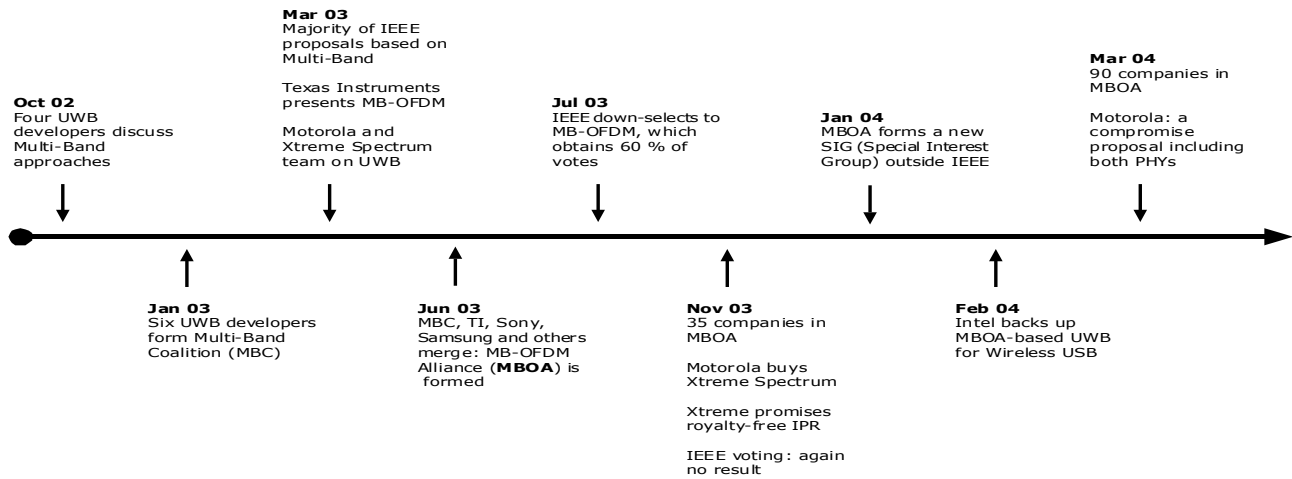 Oct 02
Four UWB
developers discuss
Multi-Band
approaches
Jan 03
Six UWB developers
form Multi-Band
Coalition (MBC)
Mar 03
Majority of IEEE
proposals based on
Multi-Band
Texas Instruments
presents MB-OFDM
Motorola and
Xtreme Spectrum
team on UWB
Jun 03
MBC, TI, Sony,
Samsung and others
merge: MB-OFDM
Alliance (MBOA) is
formed
Jul 03
IEEE down-selects to
MB-OFDM, which
obtains 60 % of
votes
Nov 03
35 companies in
MBOA
Motorola buys
Xtreme Spectrum
Xtreme promises
royalty-free IPR
IEEE voting: again
no result
Jan 04
MBOA forms a new
SIG (Special Interest
Group) outside IEEE
Feb 04
Intel backs up
MBOA-based UWB
for Wireless USB
Mar 04
90 companies in
MBOA
Motorola: a
compromise
proposal including
both PHYs